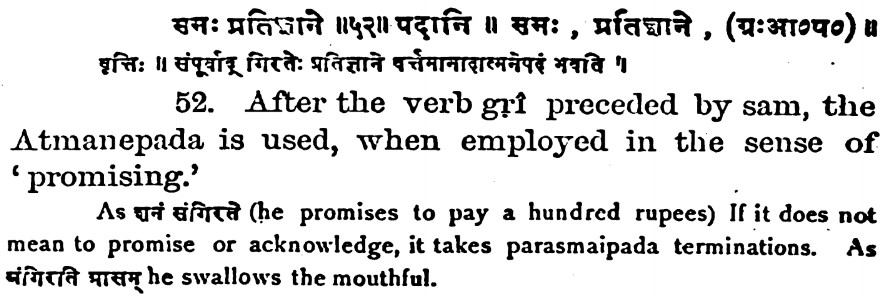 समः प्रतिज्ञाने ॥५२॥ पदानि ॥ समः , प्रतिज्ञाने , (ग्रःआ०प०) ॥
वृत्तिः ॥ संपूर्वाद् गिरतेः प्रतिज्ञाने वर्त्तमानादात्मनेपदं भवति ॥
52. After the verb gṛî preceded by sam, the
Atmanepada is used, when employed in the sense of
‘ promising.’
As शतं संगिरते (he promises to pay a hundred rupees) If it does not
mean to promise or acknowledge, it takes parasmaipada terminations. As
संगिरति ग्रासम् he swallows the mouthful.